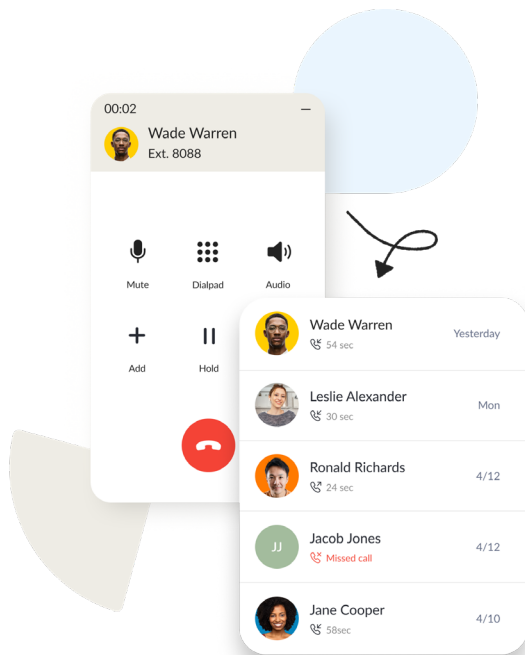 00:02
Wade Warren
Ext. 8088
Mute
Dialpad
Audio
Add
Hold
Wade Warren
54 sec
Yesterday
Leslie Alexander
30 sec
Mon
Ronald Richards
24 sec
4/12
JJ
Jacob Jones
Missed call
4/12
Jane Cooper
58sec
4/10